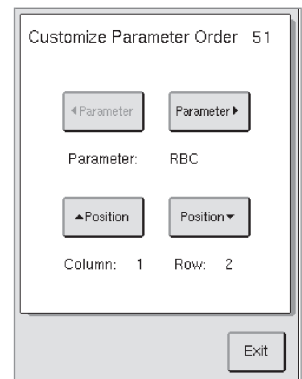 Customize Parameter Order 51
◄Parameter Parameter►
Parameter: RBC
▲Position Position▼
Column: 1 Row: 2
Exit